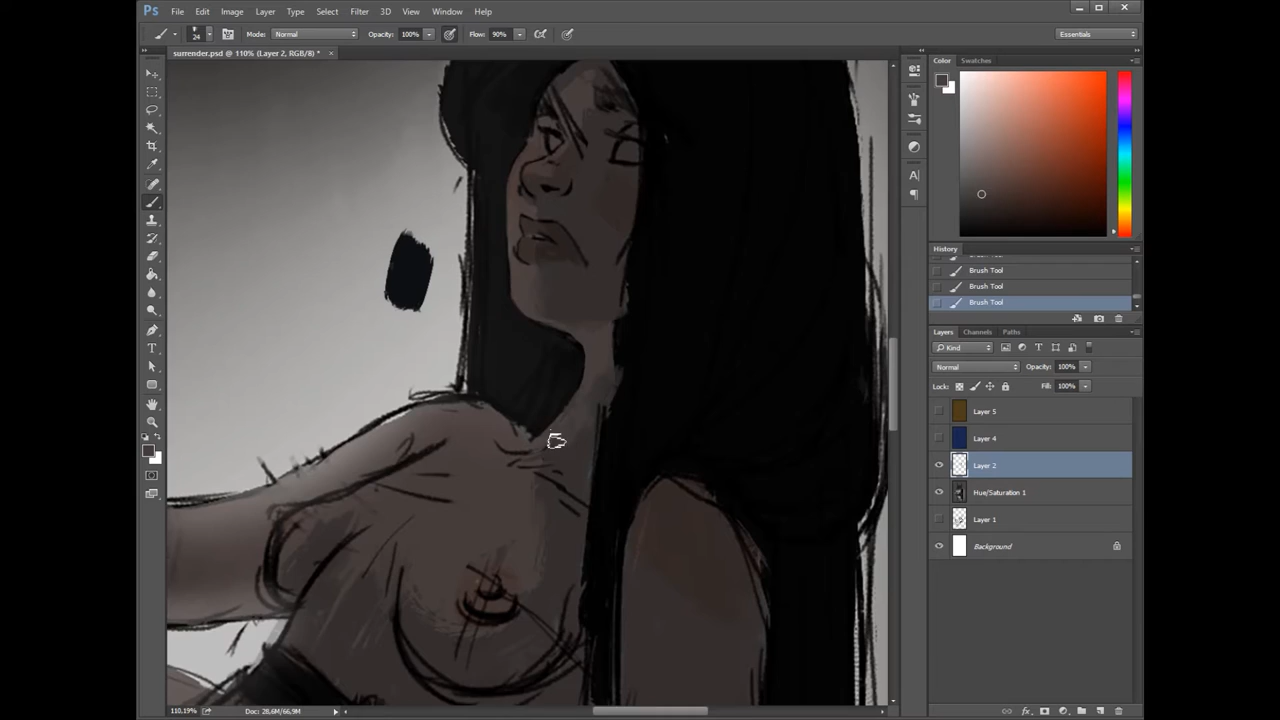 Ps File Edit Image Layer Type Select Filter 3D View Window Help
24 Mode: Normal Opacity: 100% Flow: 90% Essentials
surrender.psd @ 110% (Layer 2, RGB/8) * ×
Color Swatches
History
Brush Tool
Brush Tool
Brush Tool
Layers Channels Paths
Kind
Normal Opacity: 100%
Lock: Fill: 100%
Layer 5
Layer 4
Layer 2
Hue/Saturation 1
Layer 1
Background
110.19% Doc: 28.6M/66.9M